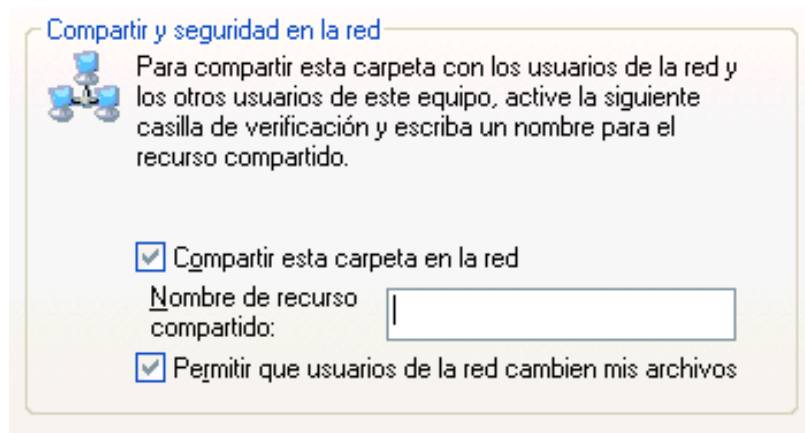 Compartir y seguridad en la red
Para compartir esta carpeta con los usuarios de la red y
los otros usuarios de este equipo, active la siguiente
casilla de verificación y escriba un nombre para el
recurso compartido.
Compartir esta carpeta en la red
Nombre de recurso
compartido:
Permitir que usuarios de la red cambien mis archivos